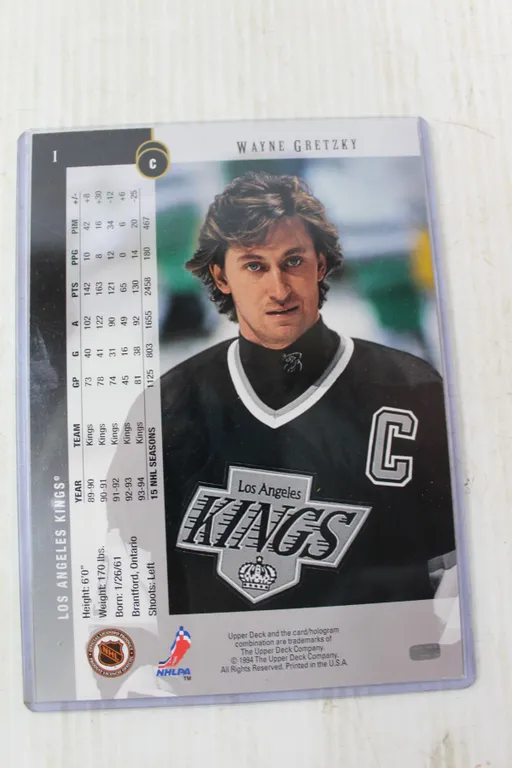 1
C
WAYNE GRETZKY
LOS ANGELES KINGS®
Height: 6'0"
Weight: 170 lbs.
Born: 1/26/61
Brantford, Ontario
Shoots: Left
YEAR TEAM GP G A PTS PPG PIM +/-
89-90 Kings 73 40 102 142 10 42 +8
90-91 Kings 78 41 122 163 8 16 +30
91-92 Kings 74 31 90 121 12 34 -12
92-93 Kings 45 16 49 65 0 6 +6
93-94 Kings 81 38 92 130 14 20 -25
15 NHL SEASONS 1125 803 1655 2458 180 467
C
Los Angeles
KINGS
NHL
NHLPA
TM
Upper Deck and the card/hologram
combination are trademarks of
The Upper Deck Company.
© 1994 The Upper Deck Company.
All Rights Reserved. Printed in the U.S.A.